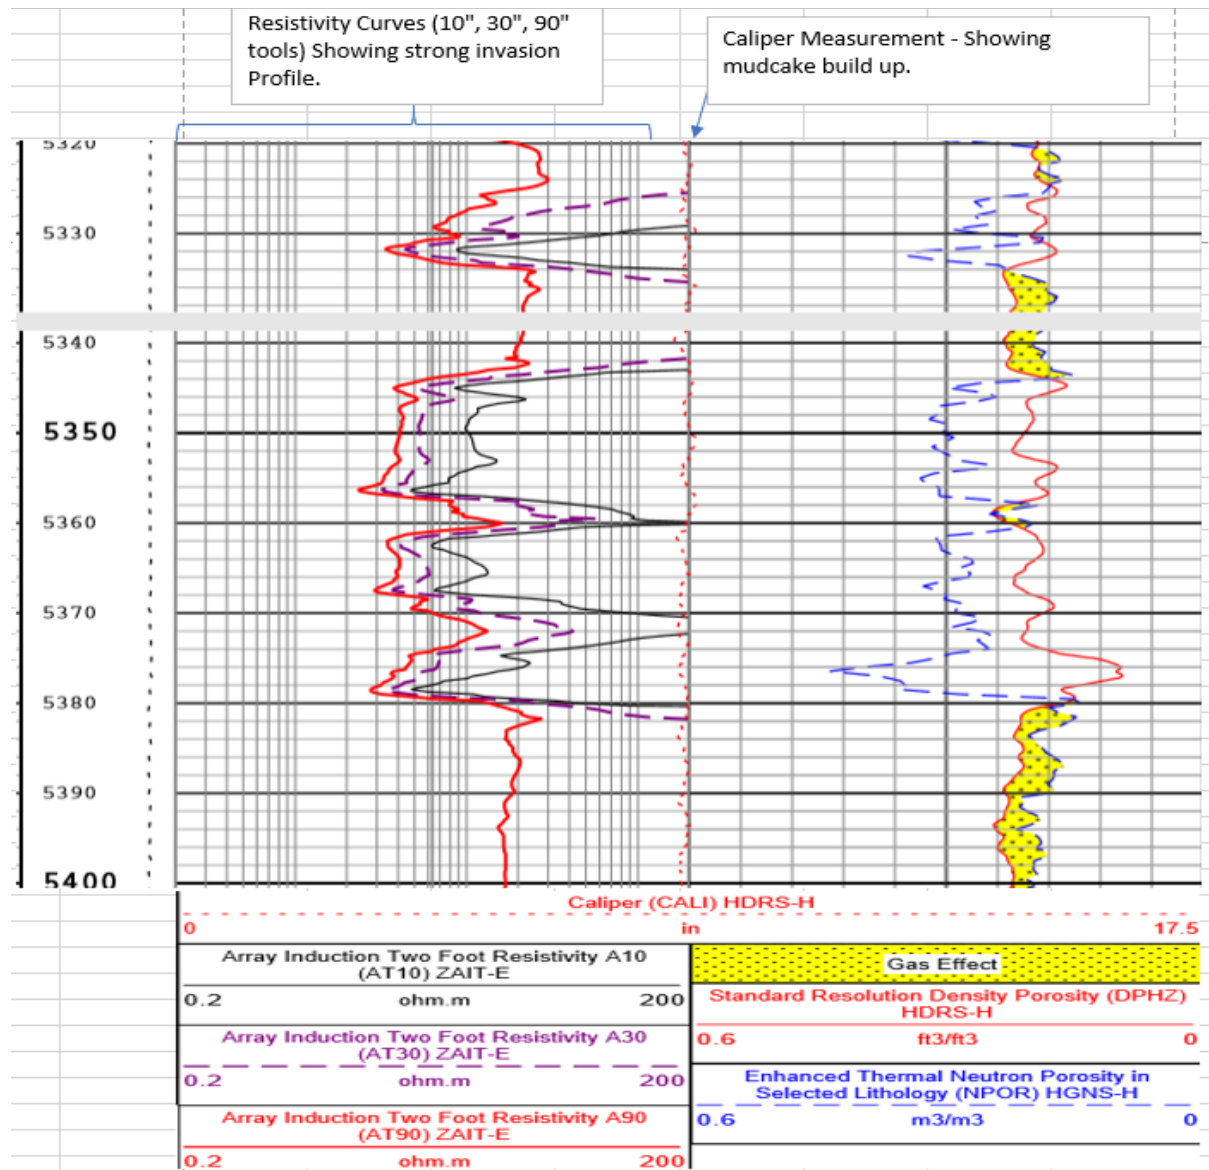 Resistivity Curves (10", 30", 90"
tools) Showing strong invasion
Profile.
Caliper Measurement - Showing
mudcake build up.
5320
5330
5340
5350
5360
5370
5380
5390
5400
Caliper (CALI) HDRS-H
0 in 17.5
Array Induction Two Foot Resistivity A10
(AT10) ZAIT-E
0.2 ohm.m 200
Array Induction Two Foot Resistivity A30
(AT30) ZAIT-E
0.2 ohm.m 200
Array Induction Two Foot Resistivity A90
(AT90) ZAIT-E
0.2 ohm.m 200
Gas Effect
Standard Resolution Density Porosity (DPHZ)
HDRS-H
0.6 ft3/ft3 0
Enhanced Thermal Neutron Porosity in
Selected Lithology (NPOR) HGNS-H
0.6 m3/m3 0